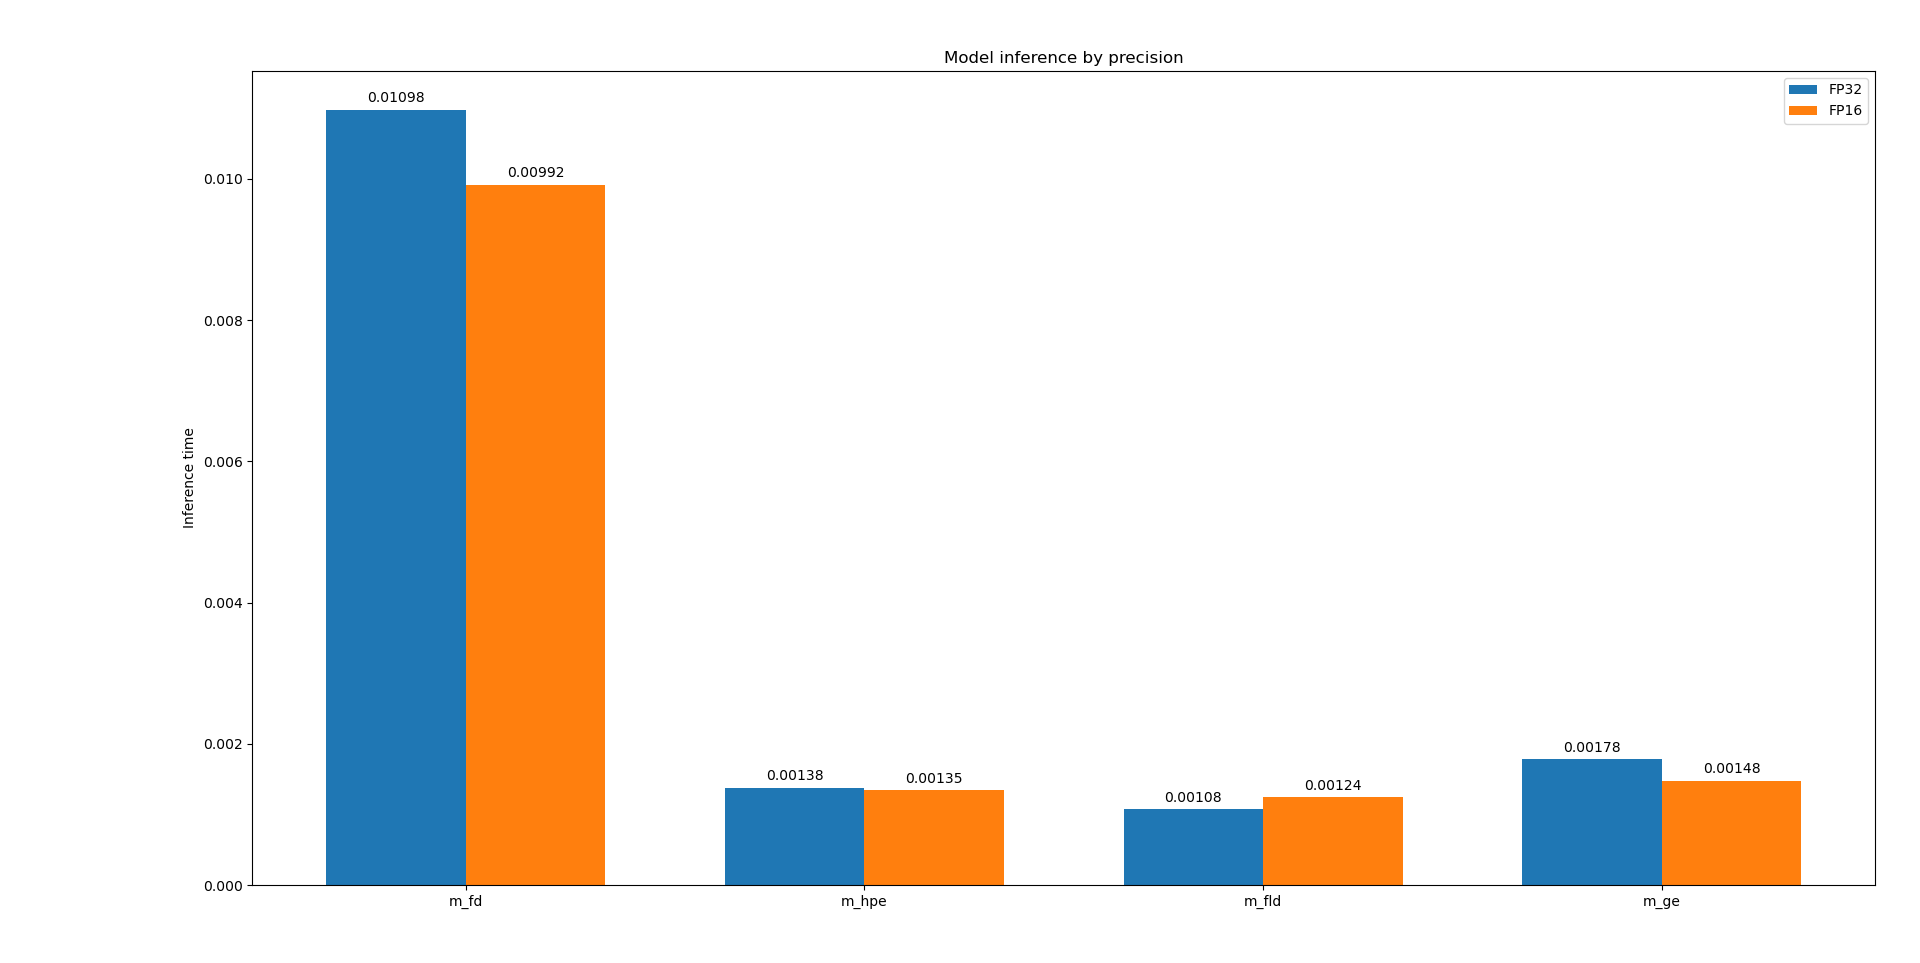 Model inference by precision
FP32
FP16
0.01098
0.00992
0.00138
0.00135
0.00108
0.00124
0.00178
0.00148
0.010
0.008
0.006
0.004
0.002
0.000
Inference time
m_fd
m_hpe
m_fld
m_ge